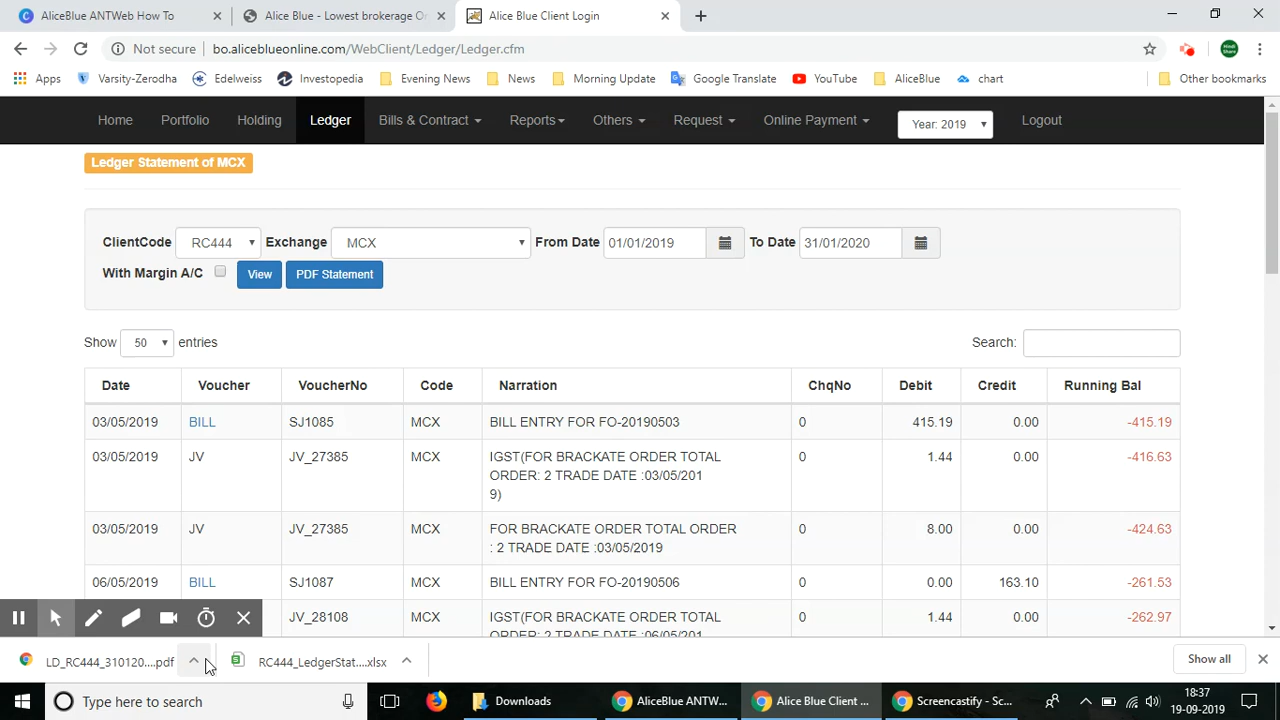 AliceBlue ANTWeb How To
Alice Blue - Lowest brokerage On
Alice Blue Client Login
Not secure
bo.aliceblueonline.com/WebClient/Ledger/Ledger.cfm
Apps
Varsity-Zerodha
Edelweiss
Investopedia
Evening News
News
Morning Update
Google Translate
YouTube
AliceBlue
chart
Other bookmarks
Home
Portfolio
Holding
Ledger
Bills & Contract
Reports
Others
Request
Online Payment
Year: 2019
Logout
Ledger Statement of MCX
ClientCode RC444 Exchange MCX From Date 01/01/2019 To Date 31/01/2020
With Margin A/C View PDF Statement
Show 50 entries Search:
Date Voucher VoucherNo Code Narration ChqNo Debit Credit Running Bal
03/05/2019 BILL SJ1085 MCX BILL ENTRY FOR FO-20190503 0 415.19 0.00 -415.19
03/05/2019 JV JV_27385 MCX IGST(FOR BRACKATE ORDER TOTAL 0 1.44 0.00 -416.63
ORDER: 2 TRADE DATE :03/05/201
9)
03/05/2019 JV JV_27385 MCX FOR BRACKATE ORDER TOTAL ORDER 0 8.00 0.00 -424.63
: 2 TRADE DATE :03/05/2019
06/05/2019 BILL SJ1087 MCX BILL ENTRY FOR FO-20190506 0 0.00 163.10 -261.53
JV_28108 MCX IGST(FOR BRACKATE ORDER TOTAL 0 1.44 0.00 -262.97
ORDER: 2 TRADE DATE :06/05/201
LD_RC444_310120....pdf
RC444_LedgerStat....xlsx
Show all
Type here to search
Downloads
AliceBlue ANTW...
Alice Blue Client ...
Screencastify - Sc...
18:37
19-09-2019